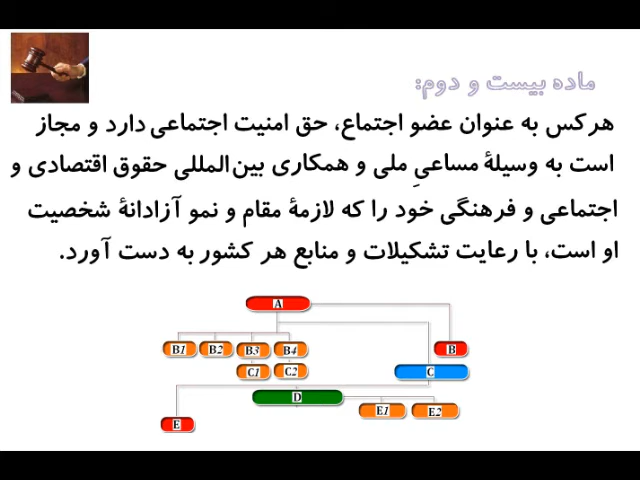 ماده بیست و دوم:
هرکس به عنوان عضو اجتماع، حق امنیت اجتماعی دارد و مجاز
است به وسیلهٔ مساعیِ ملی و همکاری بین‌المللی حقوق اقتصادی و
اجتماعی و فرهنگی خود را که لازمهٔ مقام و نمو آزادانهٔ شخصیت
او است، با رعایت تشکیلات و منابع هر کشور به دست آورد.
A
B1 B2 B3 B4 B
C1 C2 C
D
E1 E2
E